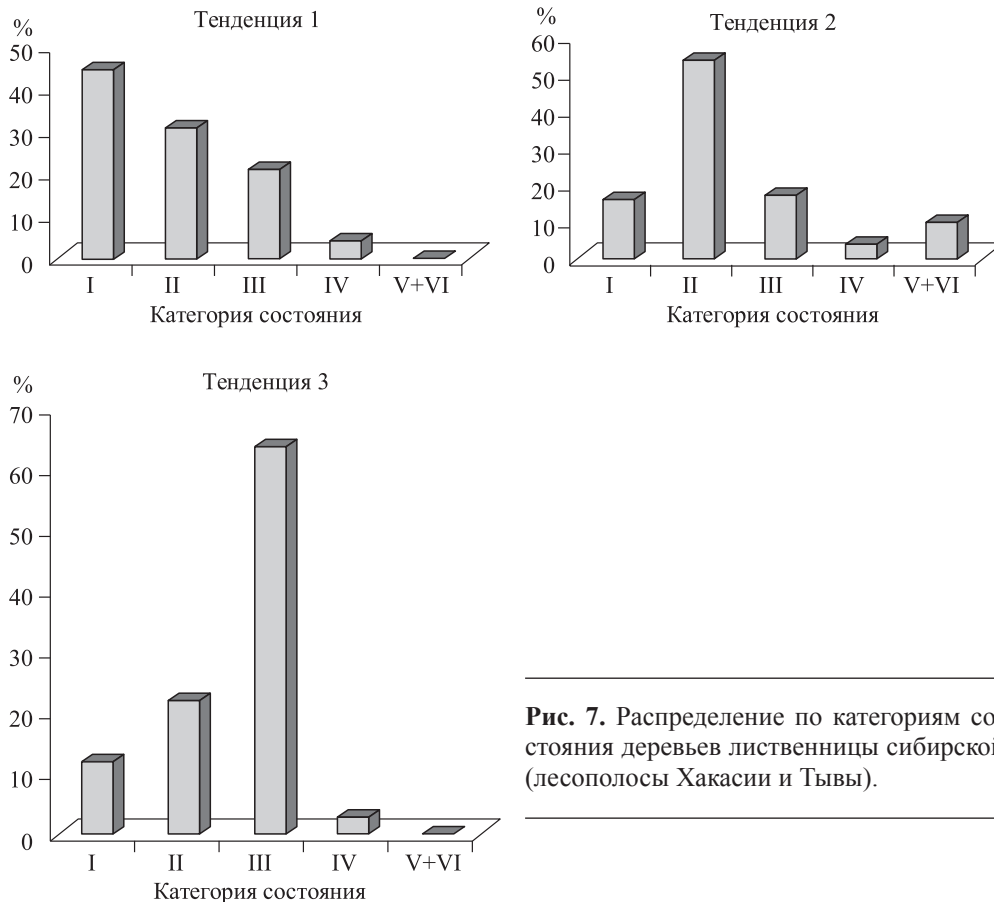 Тенденция 1
%
50
40
30
20
10
0
I II III IV V+VI
Категория состояния
Тенденция 2
%
60
50
40
30
20
10
0
I II III IV V+VI
Категория состояния
Тенденция 3
%
70
60
50
40
30
20
10
0
I II III IV V+VI
Категория состояния
Рис. 7. Распределение по категориям со-
стояния деревьев лиственницы сибирской
(лесополосы Хакасии и Тывы).